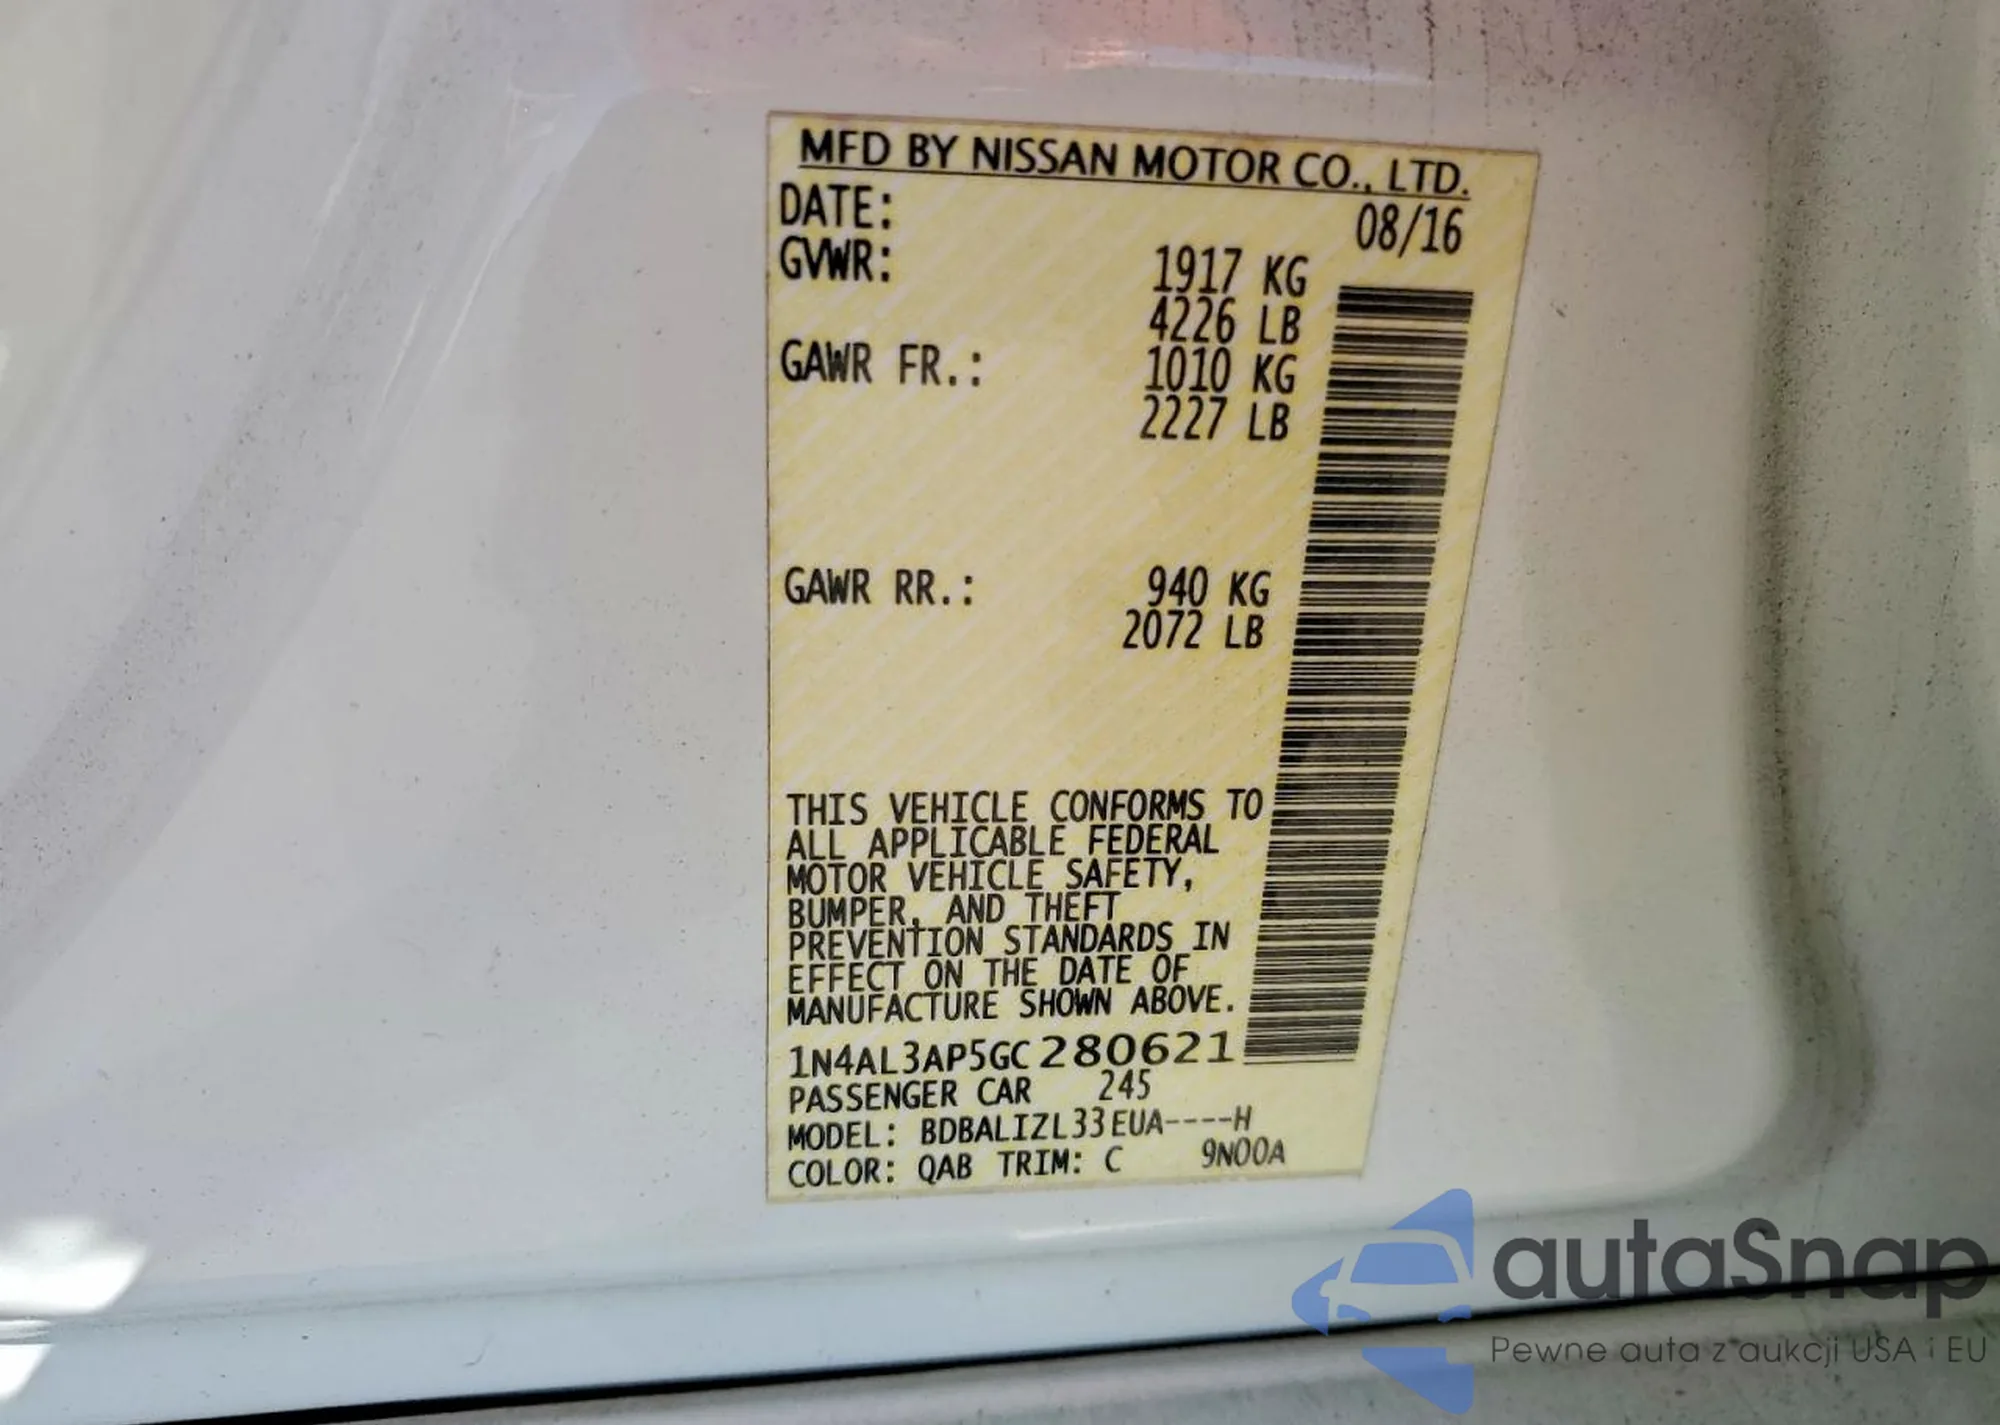 MFD BY NISSAN MOTOR CO., LTD.
DATE: 08/16
GVWR: 1917 KG
4226 LB
GAWR FR.: 1010 KG
2227 LB
GAWR RR.: 940 KG
2072 LB
THIS VEHICLE CONFORMS TO
ALL APPLICABLE FEDERAL
MOTOR VEHICLE SAFETY,
BUMPER, AND THEFT
PREVENTION STANDARDS IN
EFFECT ON THE DATE OF
MANUFACTURE SHOWN ABOVE.
1N4AL3AP5GC280621
PASSENGER CAR 245
MODEL: BDBALIZL33EUA----H
COLOR: QAB TRIM: C 9N00A
autaSnap
Pewne auta z aukcji USA i EU